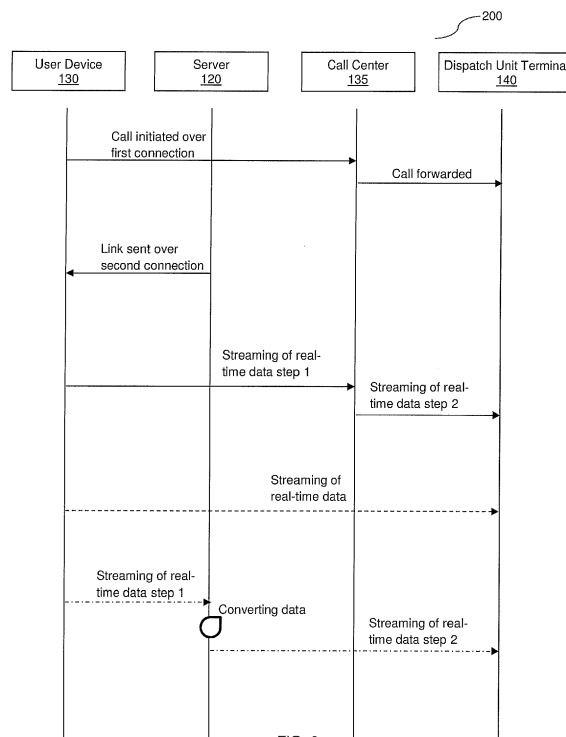 200
User Device
130
Server
120
Call Center
135
Dispatch Unit Termina
140
Call initiated over
first connection
Call forwarded
Link sent over
second connection
Streaming of real-
time data step 1
Streaming of real-
time data step 2
Streaming of
real-time data
Streaming of real-
time data step 1
Converting data
Streaming of real-
time data step 2